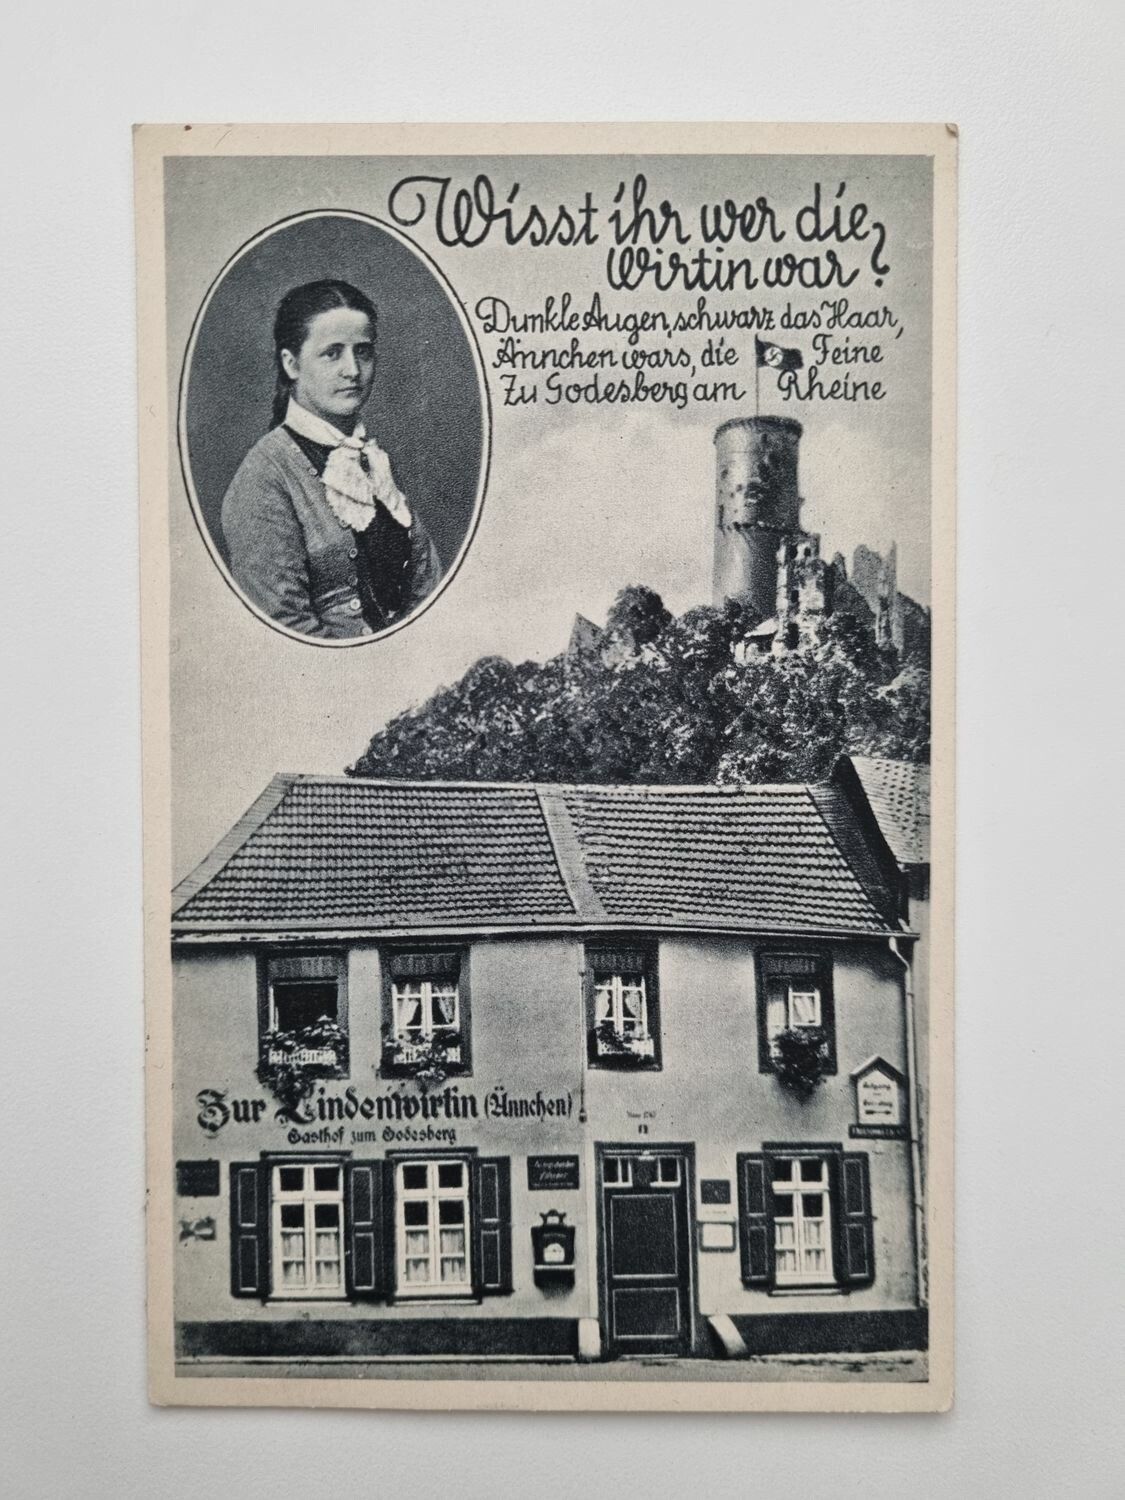 Wisst ihr wer die
Wirtin war?
Dunkle Augen, schwarz das Haar,
Ännchen wars, die Feine
Zu Godesberg am Rheine
Zur Lindenwirtin (Ännchen)
Gasthof zum Godesberg